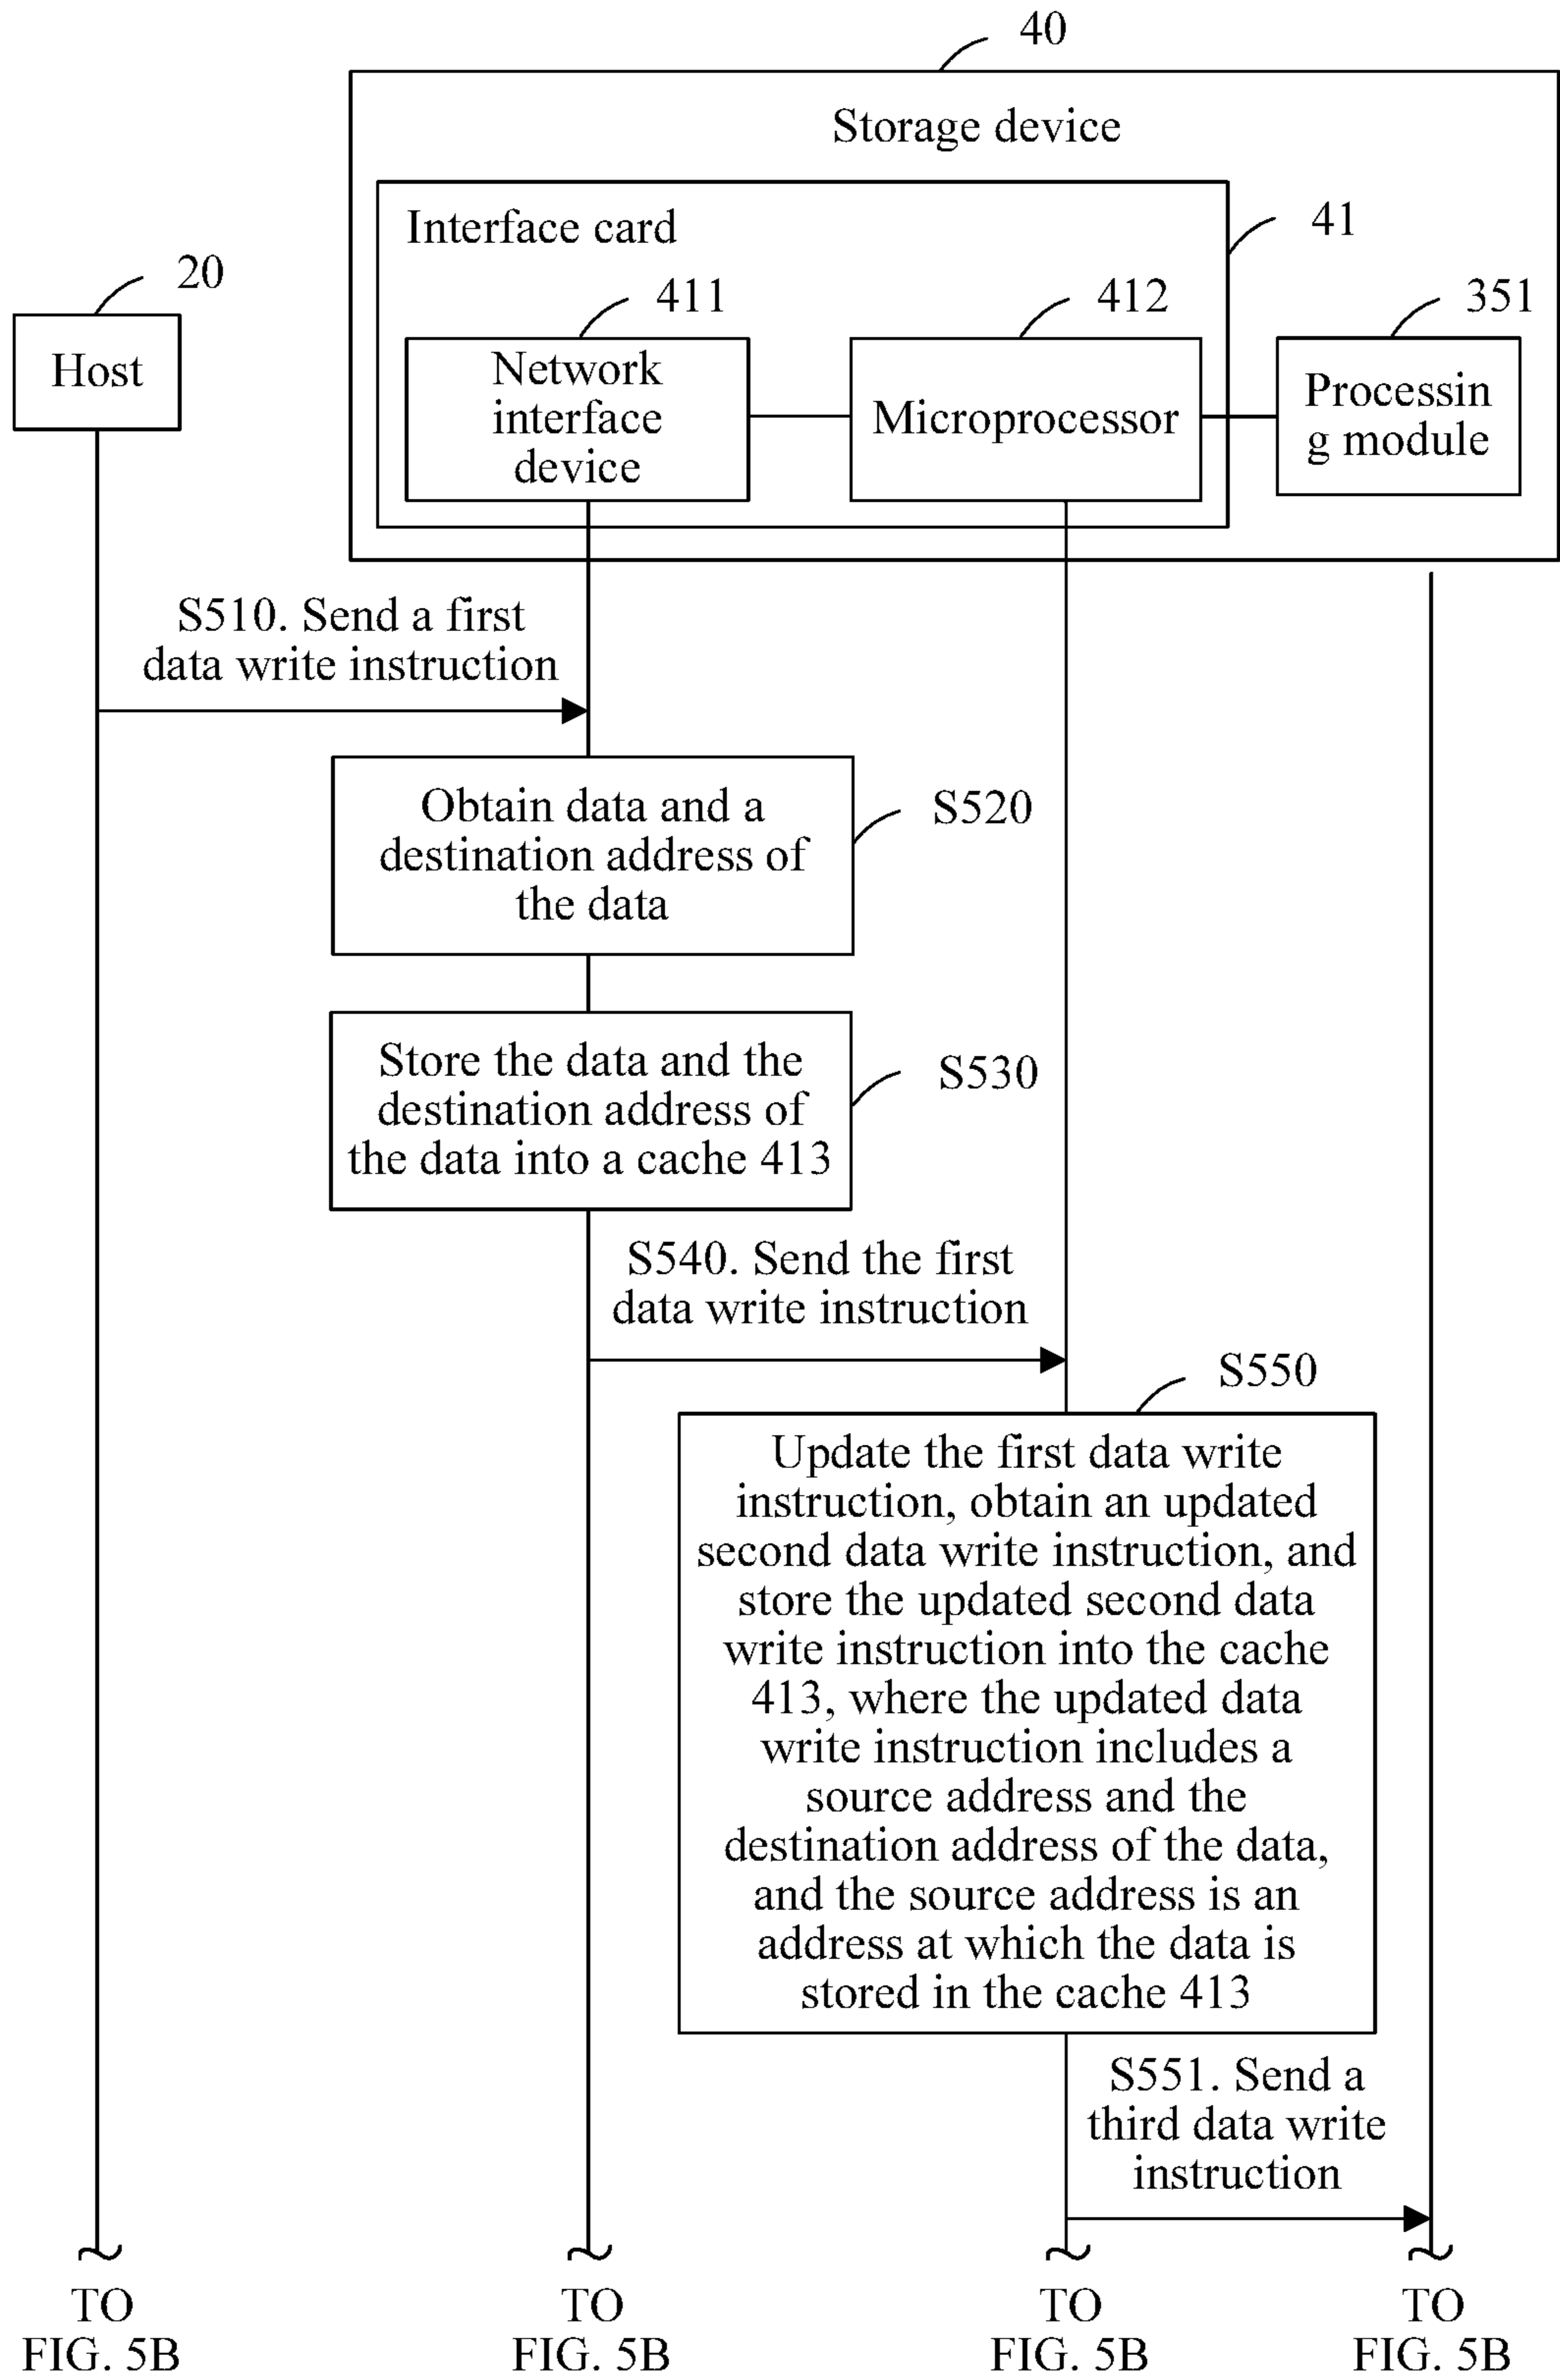 40
Storage device
Interface card
41
20
411
412
351
Host
Network
interface
device
Microprocessor
Processin
g module
S510. Send a first
data write instruction
Obtain data and a
destination address of
the data
S520
Store the data and the
destination address of
the data into a cache 413
S530
S540. Send the first
data write instruction
S550
Update the first data write
instruction, obtain an updated
second data write instruction, and
store the updated second data
write instruction into the cache
413, where the updated data
write instruction includes a
source address and the
destination address of the data,
and the source address is an
address at which the data is
stored in the cache 413
S551. Send a
third data write
instruction
TO
FIG. 5B
TO
FIG. 5B
TO
FIG. 5B
TO
FIG. 5B